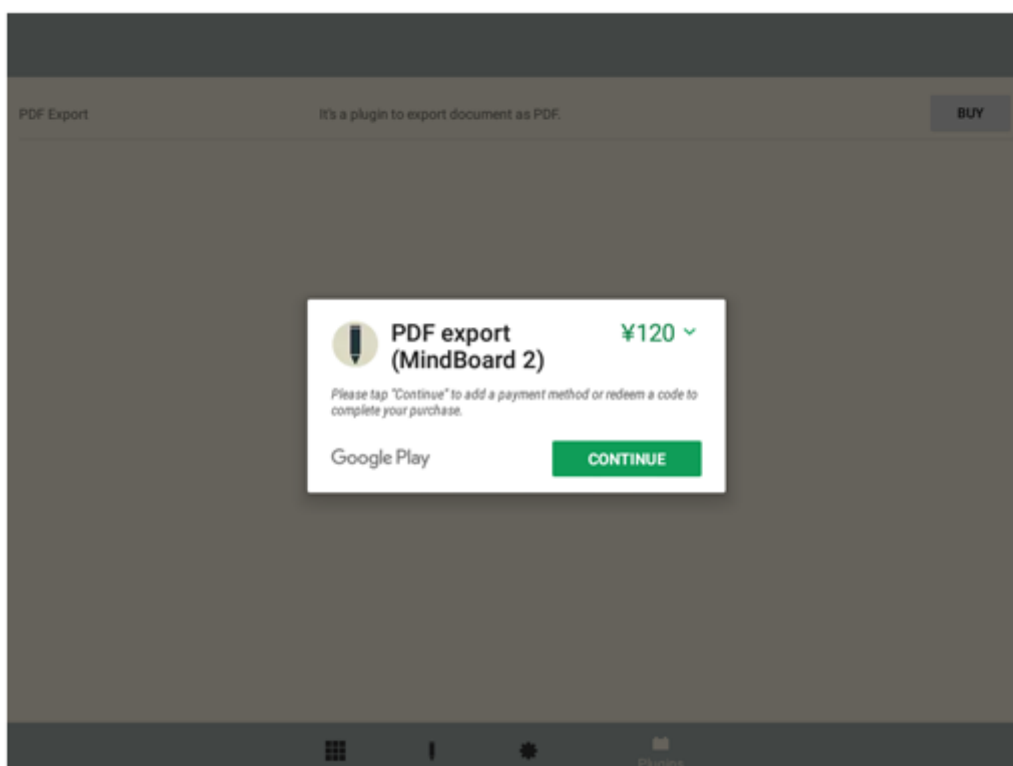 PDF Export
It's a plugin to export document as PDF.
BUY
PDF export
(MindBoard 2)
¥120
Please tap "Continue" to add a payment method or redeem a code to
complete your purchase.
Google Play
CONTINUE
Plugins